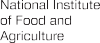 National Institute
of Food and
Agriculture